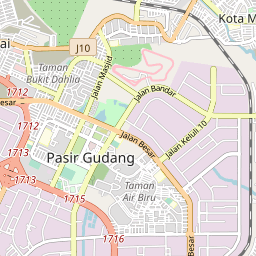 Kota M
ai
J10
Jalan Masjid
Taman
Bukit Dahlia
Jalan Bandar
esar
1712
1712
Jalan Keluli 10
Jalan Besar
1713
1713
Pasir Gudang
Taman
Air Biru
1715
1716
Besar